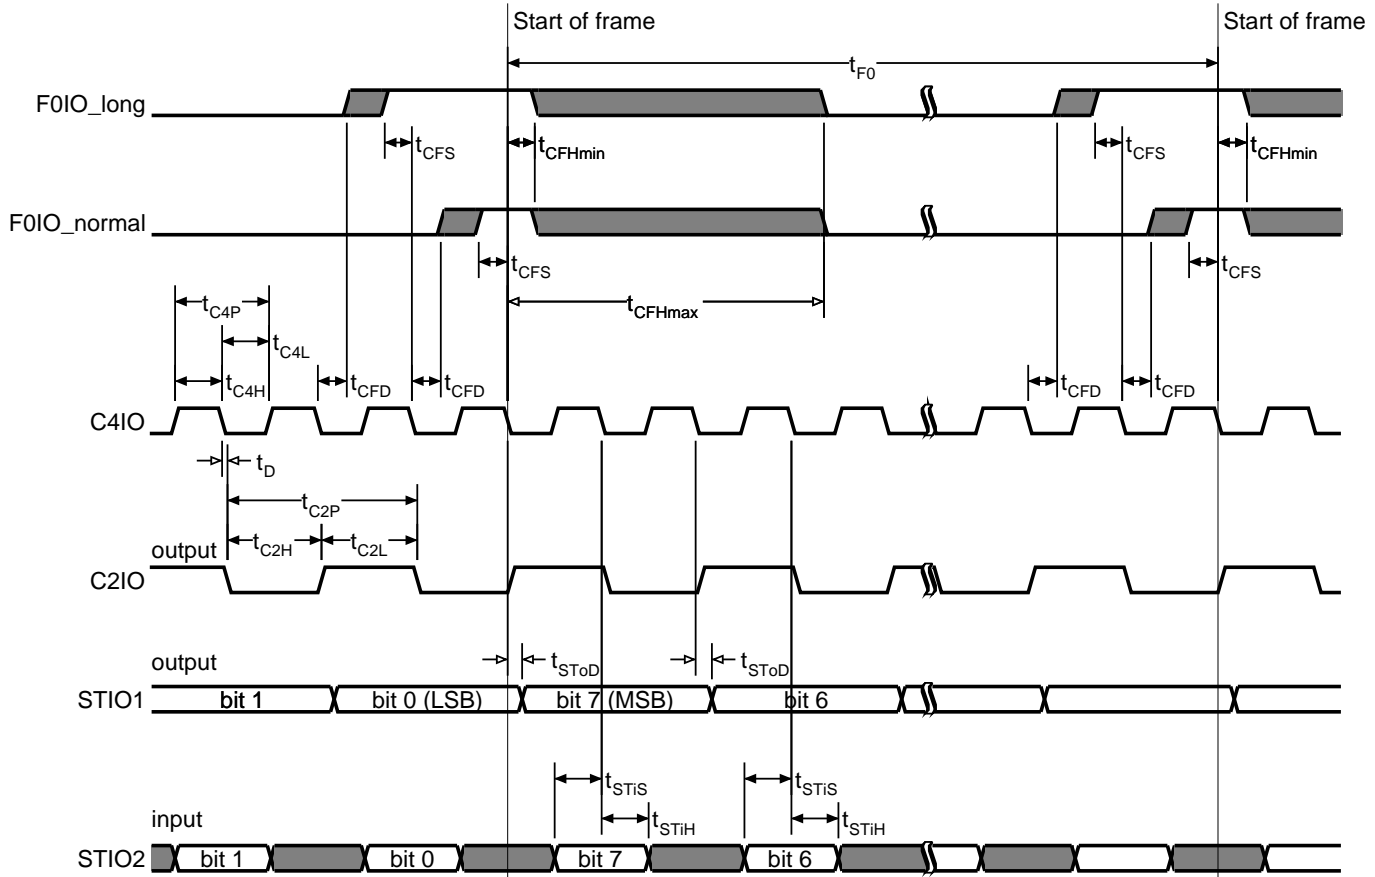 Start of frame Start of frame
tF0
F0IO_long
tCFS tCFHmin tCFS tCFHmin
F0IO_normal
tCFS tCFS
tC4P tCFHmax
tC4L
tC4H tCFD tCFD tCFD tCFD
C4IO
tD
tC2P
output tC2H tC2L
C2IO
output tSToD tSToD
STIO1 bit 1 bit 0 (LSB) bit 7 (MSB) bit 6
tSTiS tSTiS
input tSTiH tSTiH
STIO2 bit 1 bit 0 bit 7 bit 6